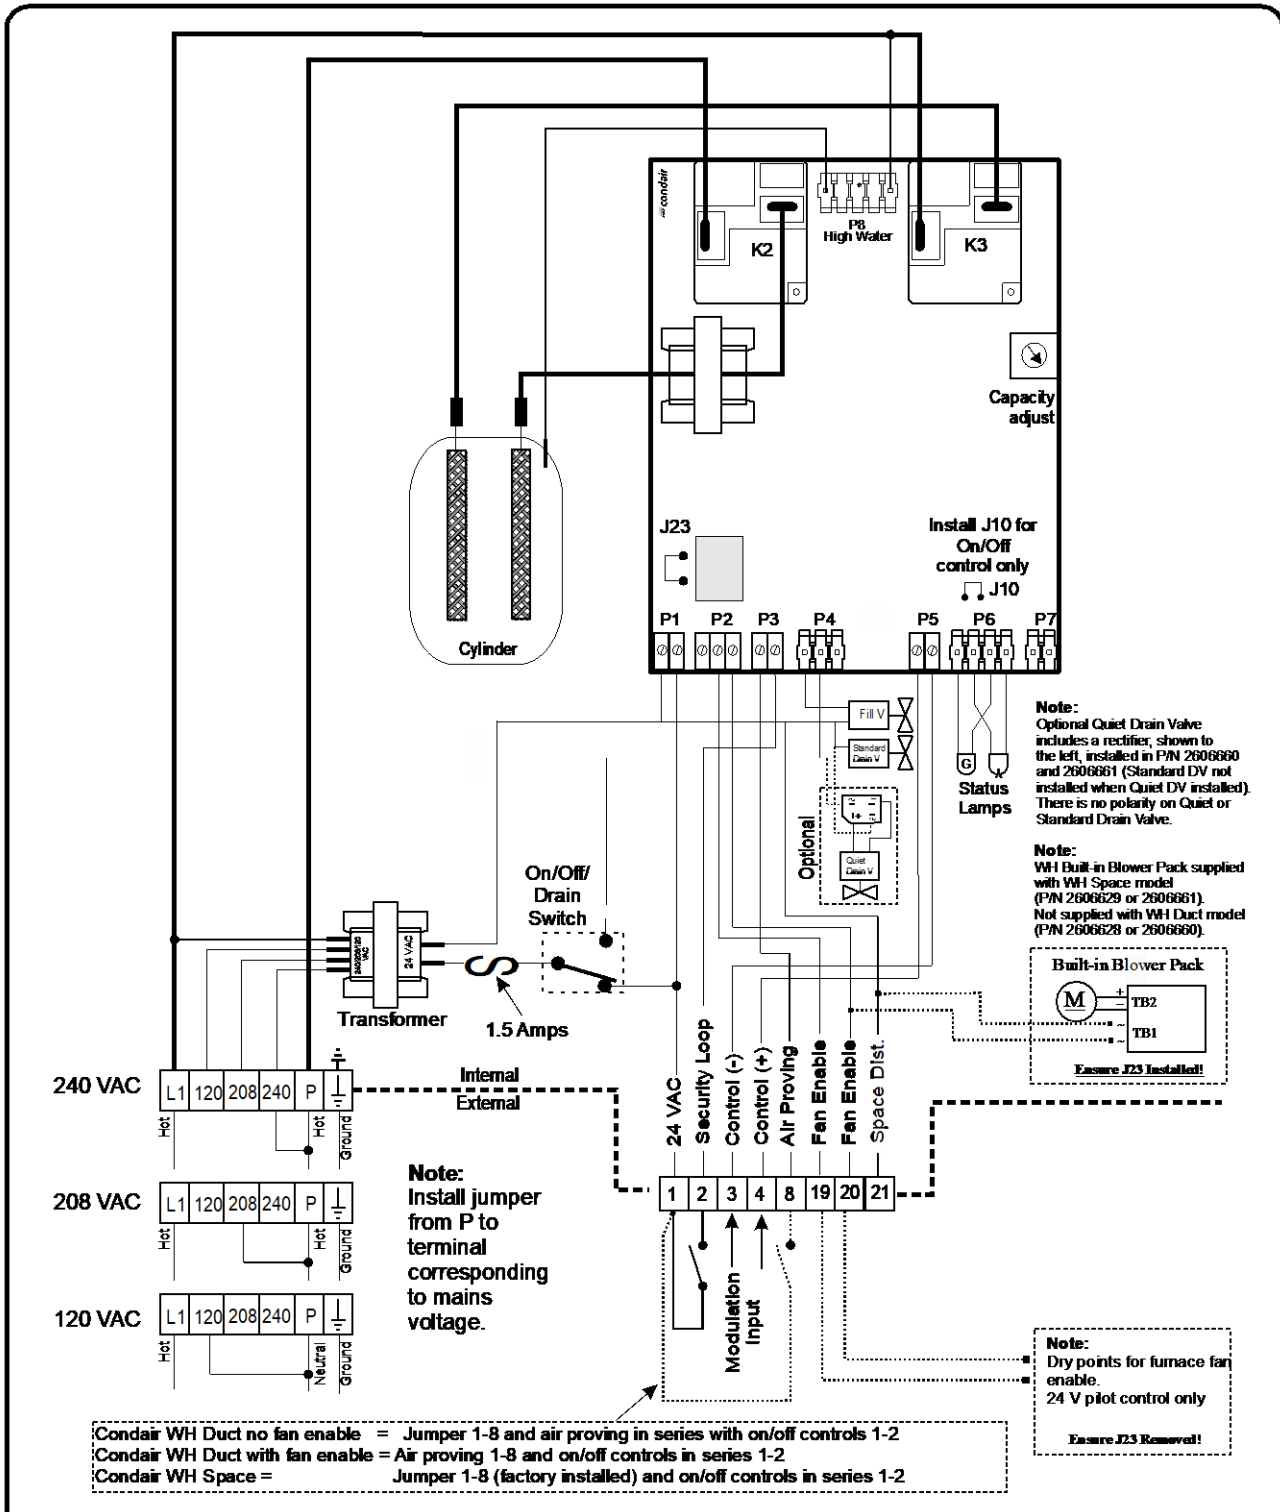 condair
P8
High Water
K2
K3
Capacity
adjust
J23
Install J10 for
On/Off
control only
J10
P1
P2
P3
P4
P5
P6
P7
Cylinder
Fill V
Standard
Drain V
Optional
Quiet
Drain V
G
Status
Lamps
Note:
Optional Quiet Drain Valve
includes a rectifier, shown to
the left, installed in P/N 2606660
and 2606661 (Standard DV not
installed when Quiet DV installed).
There is no polarity on Quiet or
Standard Drain Valve.
Note:
WH Built-in Blower Pack supplied
with WH Space model
(P/N 2606629 or 2606661).
Not supplied with WH Duct model
(P/N 2606628 or 2606660).
Built-in Blower Pack
M
+
−
TB2
~
~
TB1
Ensure J23 Installed!
On/Off/
Drain
Switch
240/208/120
VAC
24 VAC
Transformer
1.5 Amps
240 VAC
L1 120 208 240 P
Hot
Hot
Ground
Internal
External
208 VAC
L1 120 208 240 P
Hot
Hot
Ground
120 VAC
L1 120 208 240 P
Hot
Neutral
Ground
Note:
Install jumper
from P to
terminal
corresponding
to mains
voltage.
24 VAC
Security Loop
Control (-)
Control (+)
Air Proving
Fan Enable
Fan Enable
Space Dist.
1 2 3 4 8 19 20 21
Modulation
Input
Note:
Dry points for furnace fan
enable.
24 V pilot control only
Ensure J23 Removed!
Condair WH Duct no fan enable = Jumper 1-8 and air proving in series with on/off controls 1-2
Condair WH Duct with fan enable = Air proving 1-8 and on/off controls in series 1-2
Condair WH Space = Jumper 1-8 (factory installed) and on/off controls in series 1-2